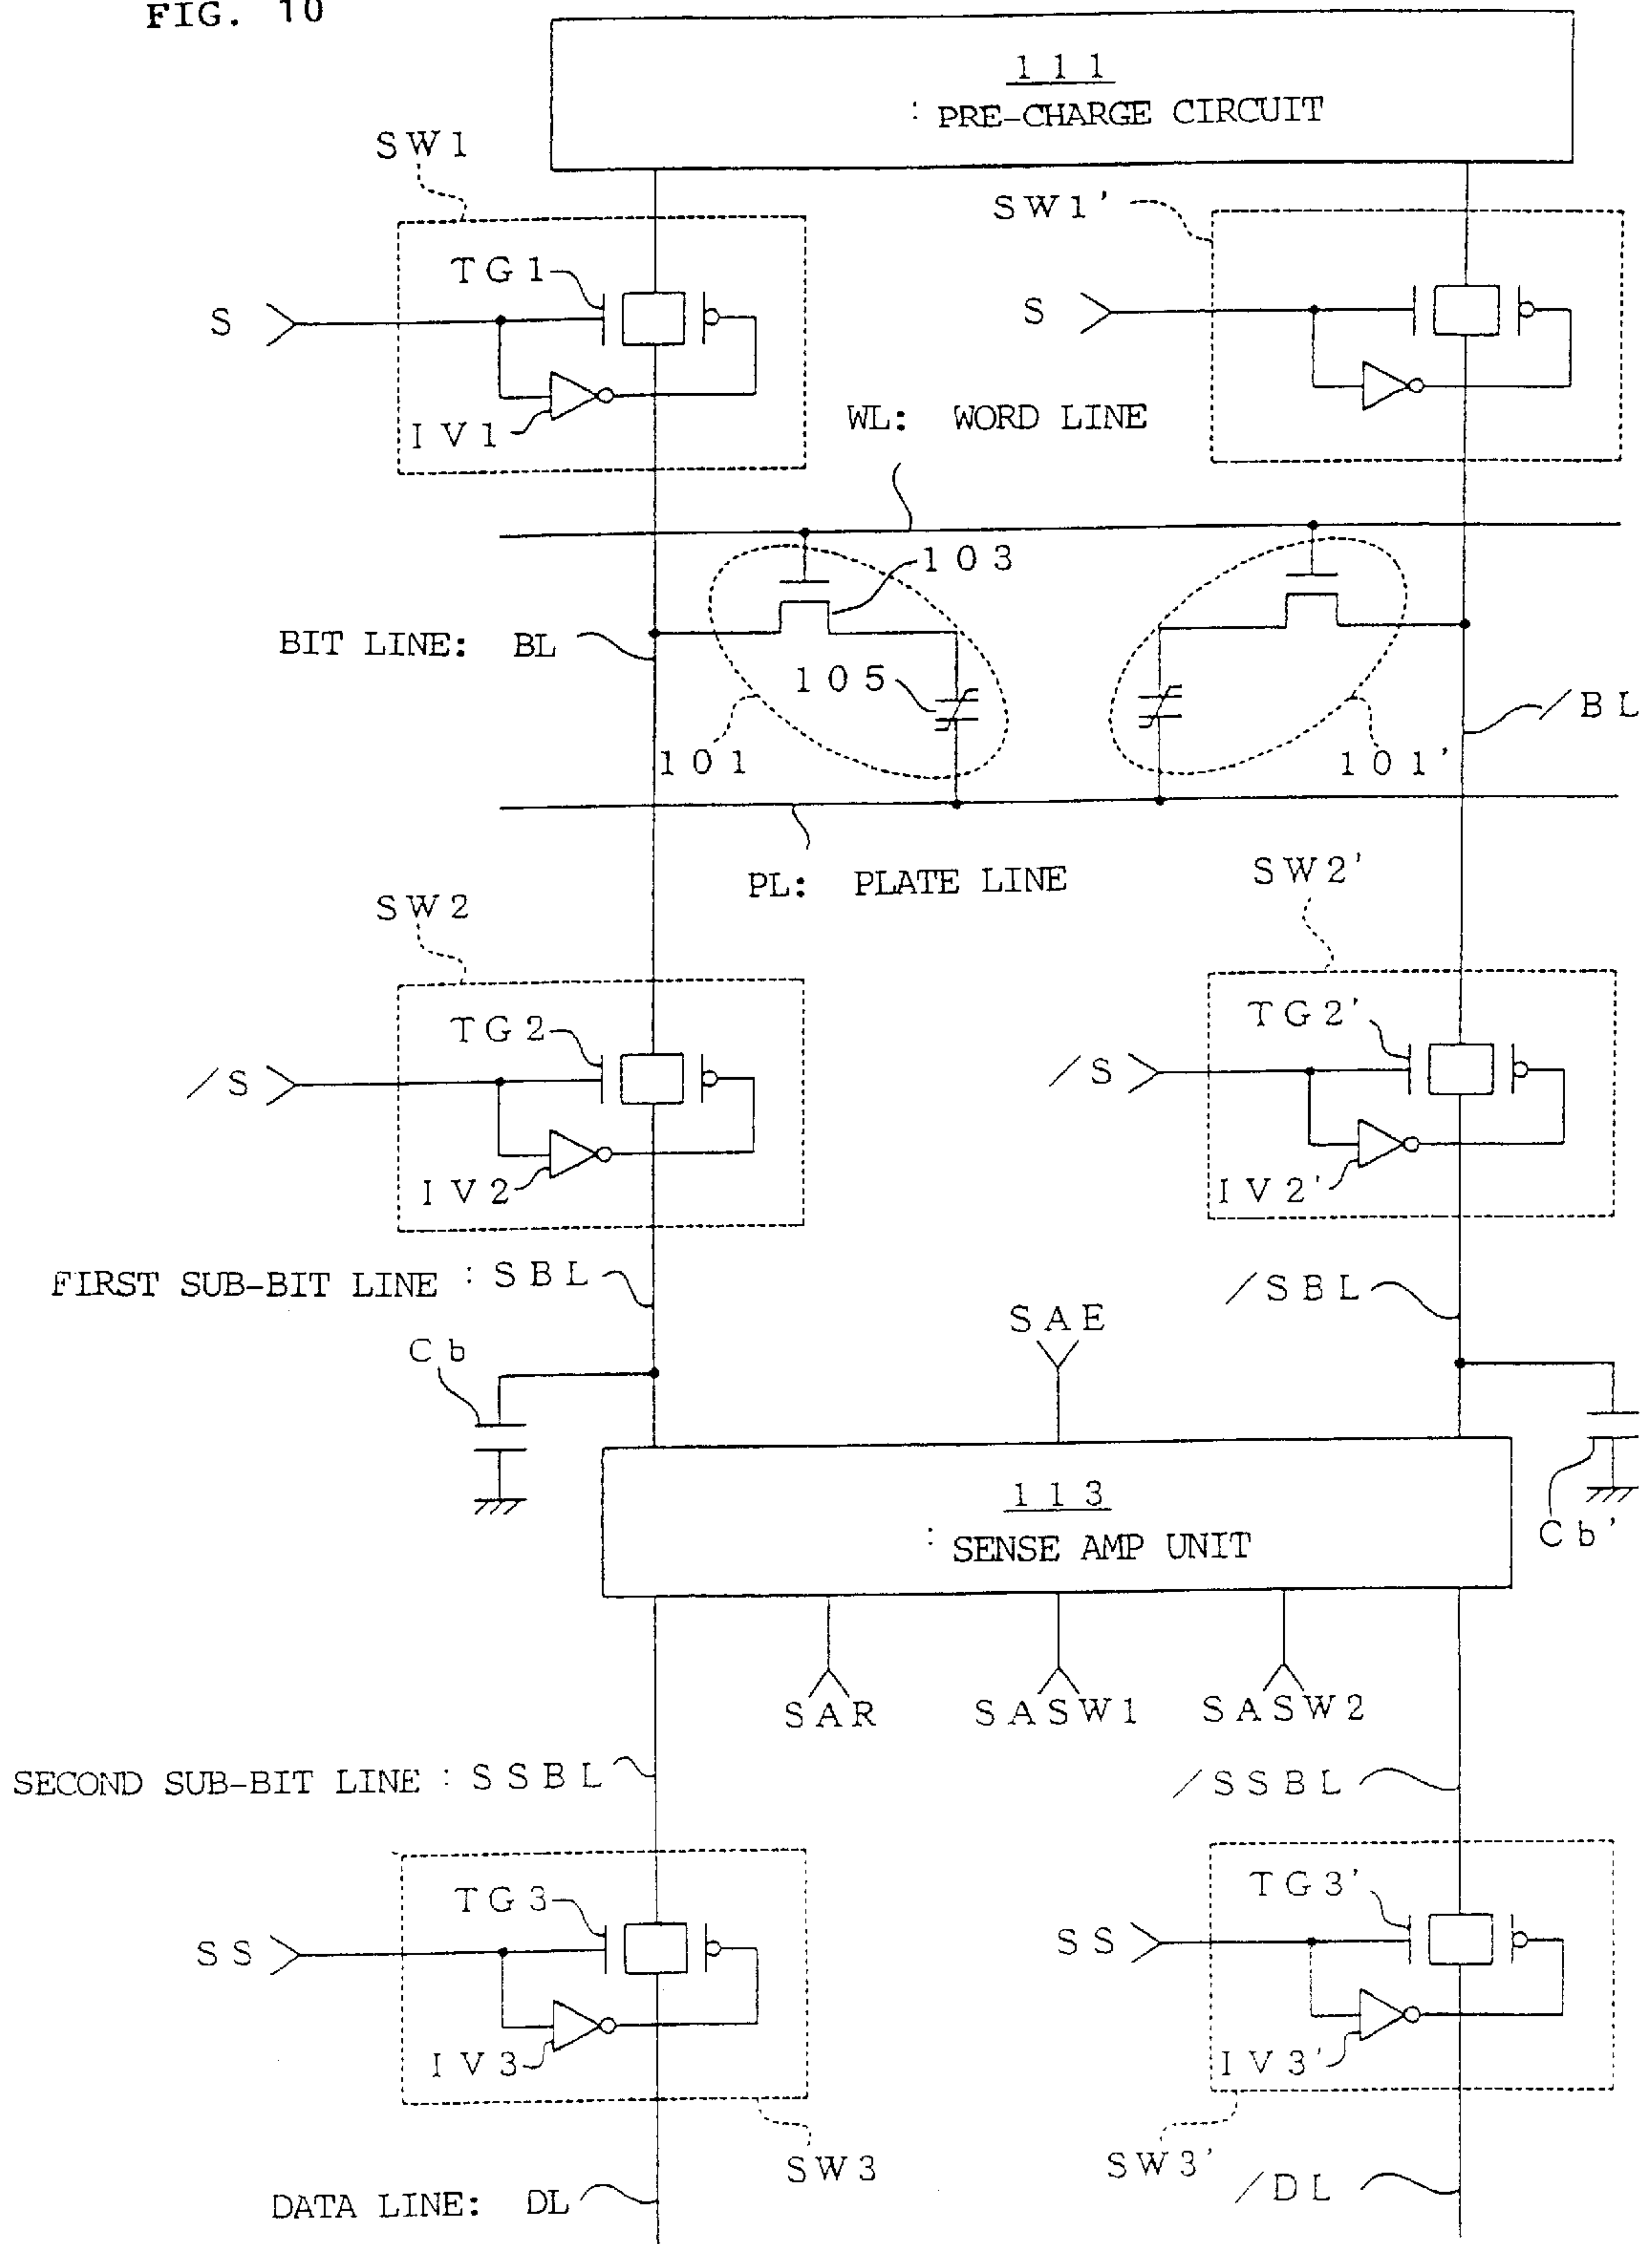 FIG. 10
111
: PRE-CHARGE CIRCUIT
SW1
SW1'
TG1
S
S
IV1
WL: WORD LINE
103
BIT LINE: BL
105
/BL
101
101'
PL: PLATE LINE
SW2'
SW2
TG2
TG2'
/S
/S
IV2
IV2'
FIRST SUB-BIT LINE : SBL
/SBL
SAE
Cb
113
: SENSE AMP UNIT
Cb'
SAR
SASW1
SASW2
SECOND SUB-BIT LINE : SSBL
/SSBL
TG3
TG3'
SS
SS
IV3
IV3'
SW3
SW3'
DATA LINE: DL
/DL